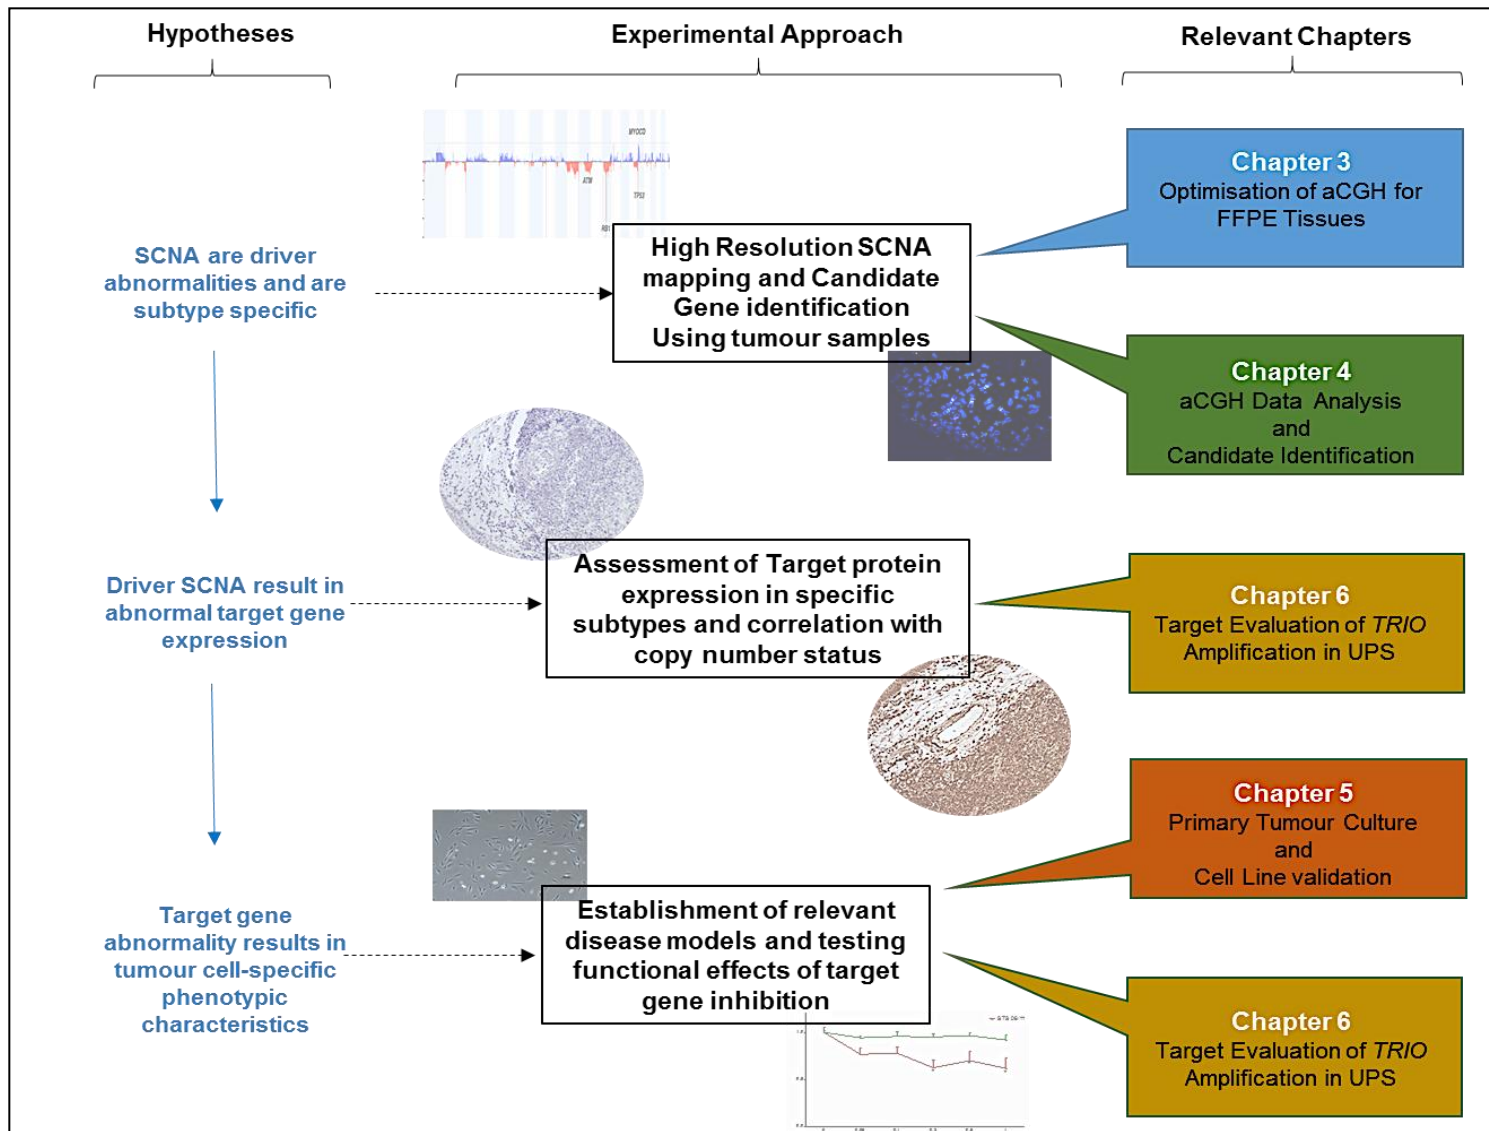 Hypotheses
Experimental Approach
Relevant Chapters
MYOCD
ATM
TP53
RB1
SCNA are driver
abnormalities and are
subtype specific
High Resolution SCNA
mapping and Candidate
Gene identification
Using tumour samples
Chapter 3
Optimisation of aCGH for
FFPE Tissues
Chapter 4
aCGH Data Analysis
and
Candidate Identification
Driver SCNA result in
abnormal target gene
expression
Assessment of Target protein
expression in specific
subtypes and correlation with
copy number status
Chapter 6
Target Evaluation of TRIO
Amplification in UPS
Target gene
abnormality results in
tumour cell-specific
phenotypic
characteristics
Establishment of relevant
disease models and testing
functional effects of target
gene inhibition
Chapter 5
Primary Tumour Culture
and
Cell Line validation
Chapter 6
Target Evaluation of TRIO
Amplification in UPS